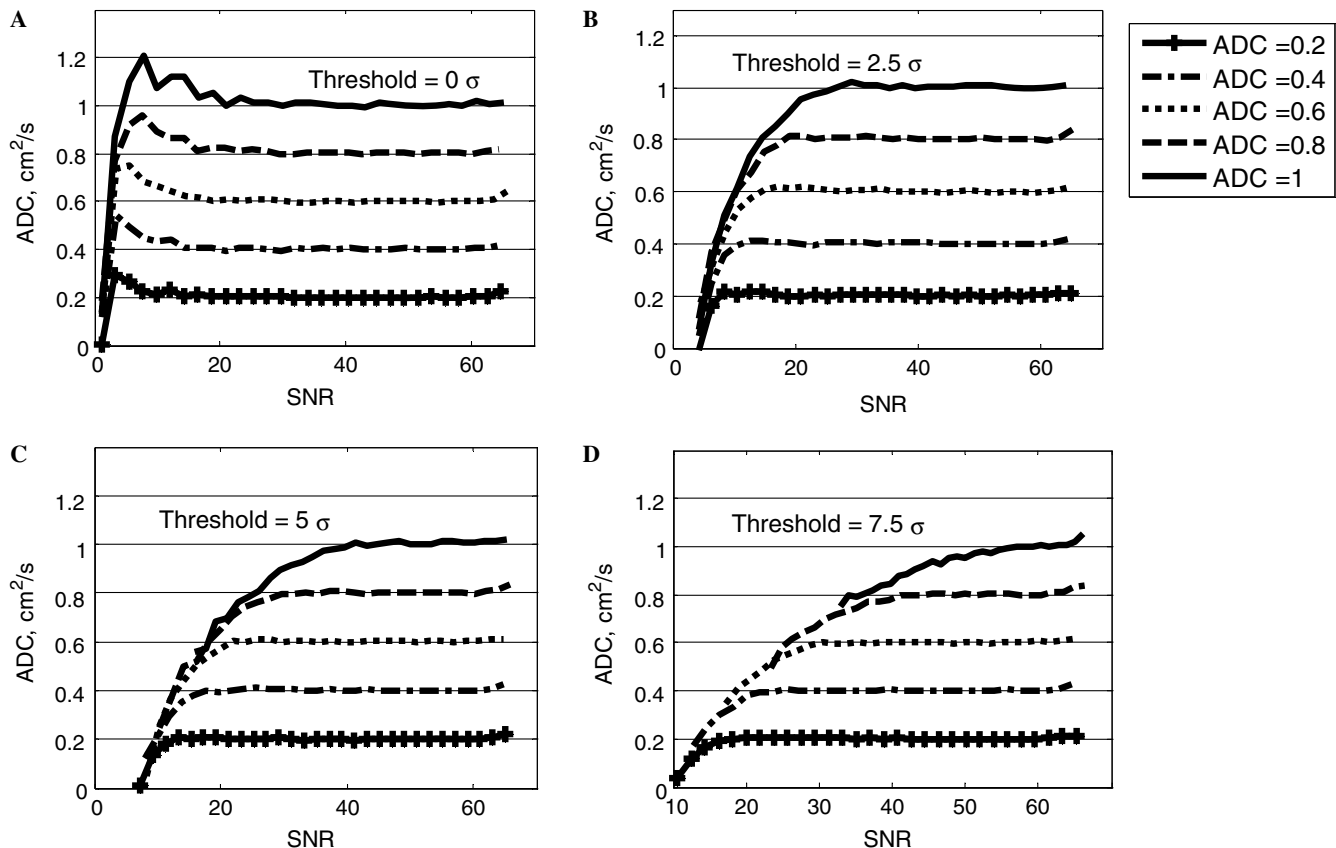 A
1.2
1
0.8
0.6
0.4
0.2
0
ADC, cm²/s
Threshold = 0 σ
0 20 40 60
SNR
B
1.2
1
0.8
0.6
0.4
0.2
0
ADC, cm²/s
Threshold = 2.5 σ
0 20 40 60
SNR
ADC =0.2
ADC =0.4
ADC =0.6
ADC =0.8
ADC =1
C
1.2
1
0.8
0.6
0.4
0.2
0
ADC, cm²/s
Threshold = 5 σ
0 20 40 60
SNR
D
1.2
1
0.8
0.6
0.4
0.2
0
ADC, cm²/s
Threshold = 7.5 σ
10 20 30 40 50 60
SNR